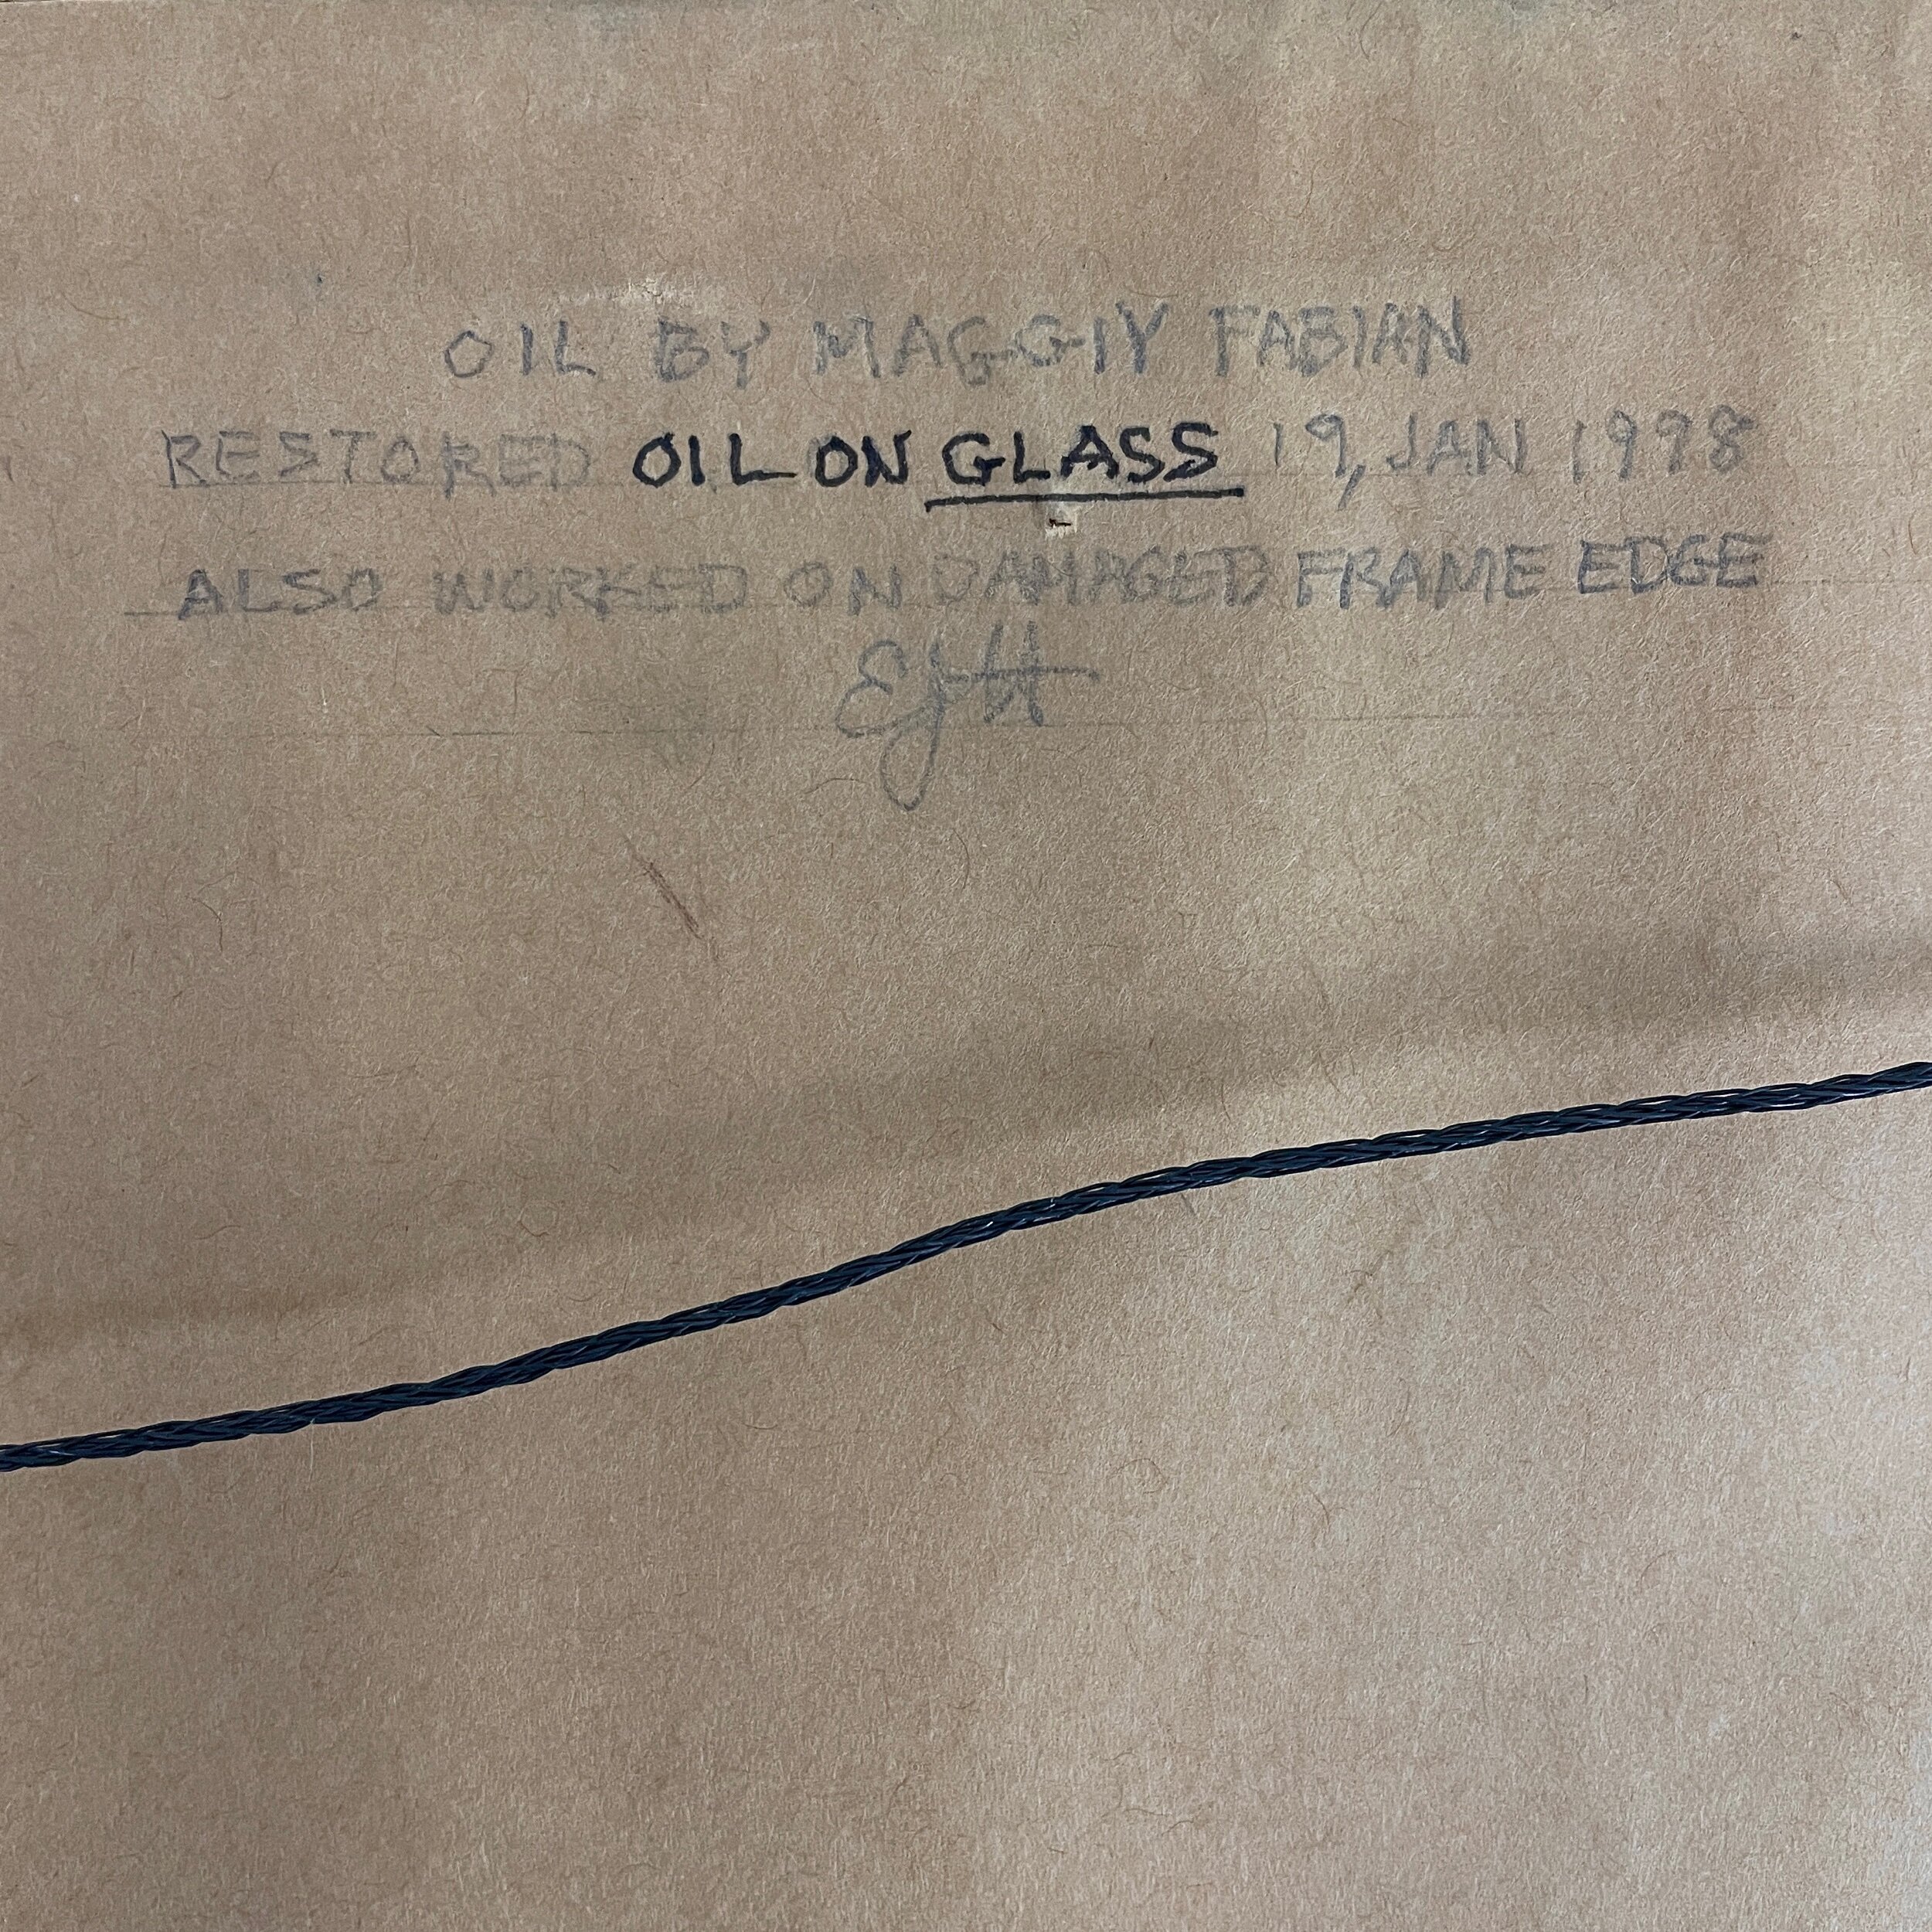 OIL BY MAGGIY FABIAN
RESTORED OIL ON GLASS 19, JAN 1998
ALSO WORKED ON DAMAGED FRAME EDGE